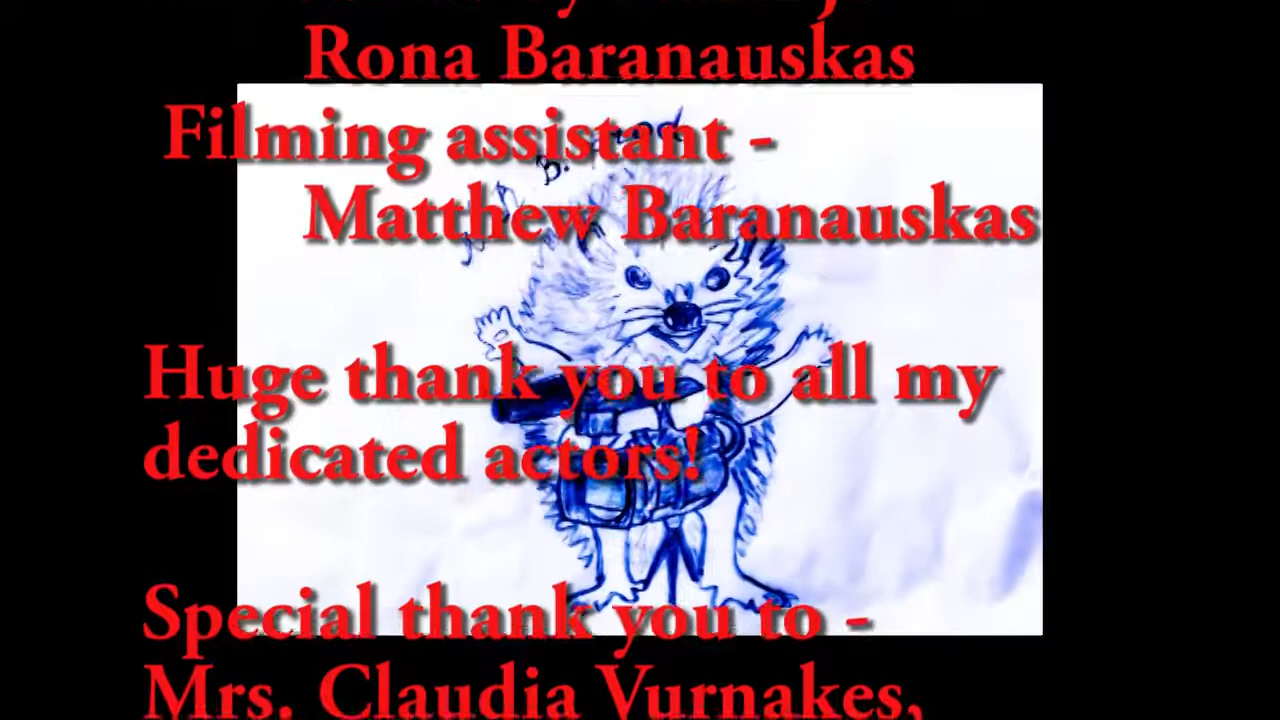 Rona Baranauskas
Filming assistant -
Matthew Baranauskas
Huge thank you to all my
dedicated actors!
Special thank you to -
Mrs. Claudia Vurnakes,